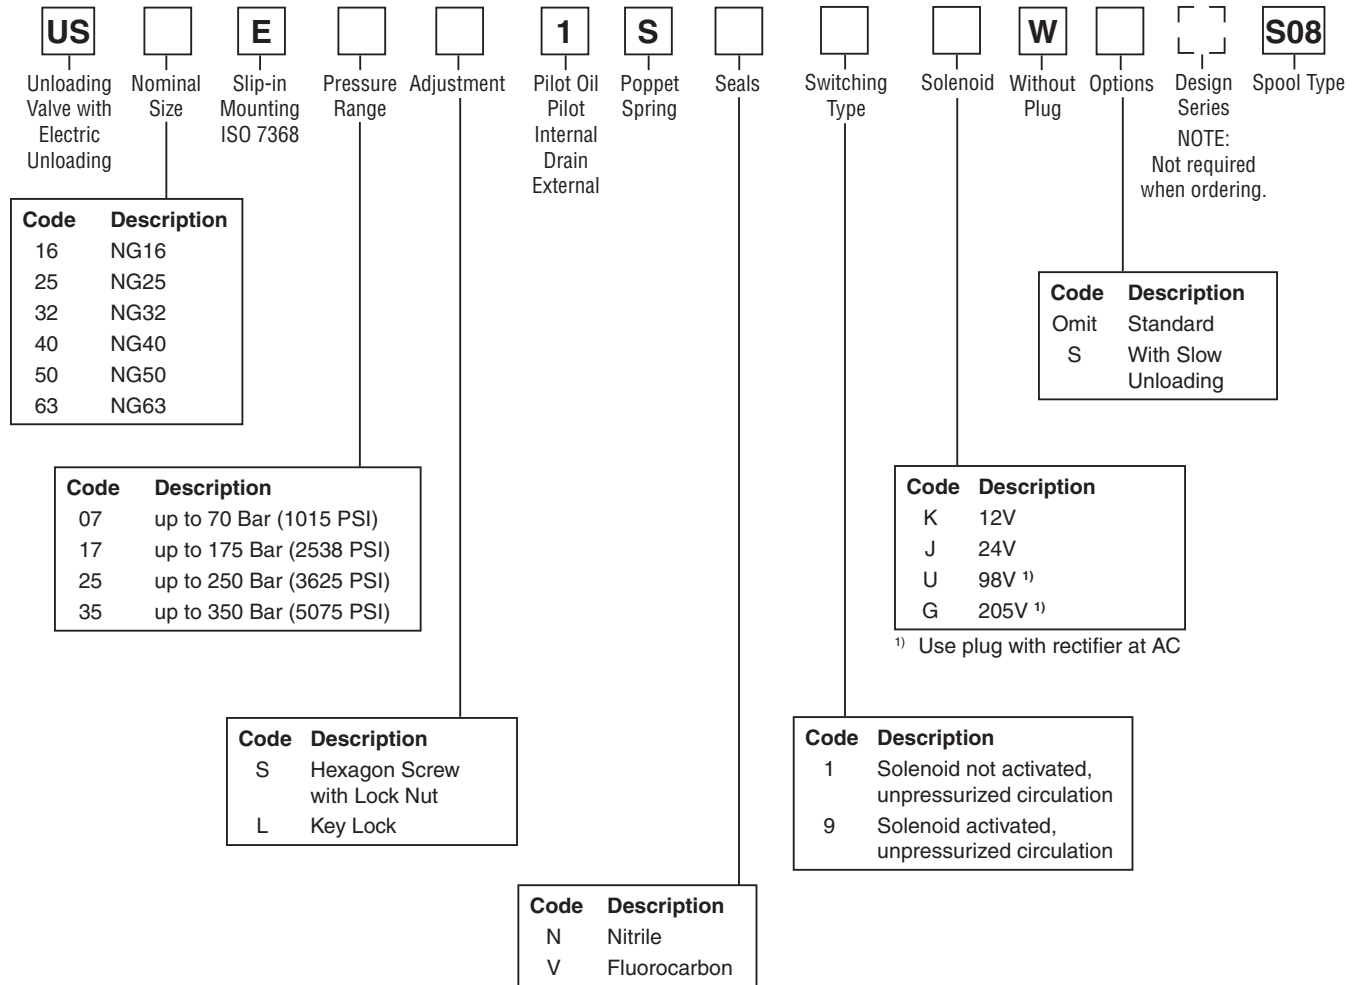 US E 1 S W S08
Unloading Valve with Electric Unloading
Nominal Size
Slip-in Mounting ISO 7368
Pressure Range
Adjustment
Pilot Oil Pilot Internal Drain External
Poppet Spring
Seals
Switching Type
Solenoid
Without Plug
Options
Design Series
NOTE: Not required when ordering.
Spool Type
Code Description
16 NG16
25 NG25
32 NG32
40 NG40
50 NG50
63 NG63
Code Description
Omit Standard
S With Slow
Unloading
Code Description
07 up to 70 Bar (1015 PSI)
17 up to 175 Bar (2538 PSI)
25 up to 250 Bar (3625 PSI)
35 up to 350 Bar (5075 PSI)
Code Description
K 12V
J 24V
U 98V 1)
G 205V 1)
1) Use plug with rectifier at AC
Code Description
S Hexagon Screw
with Lock Nut
L Key Lock
Code Description
1 Solenoid not activated,
unpressurized circulation
9 Solenoid activated,
unpressurized circulation
Code Description
N Nitrile
V Fluorocarbon